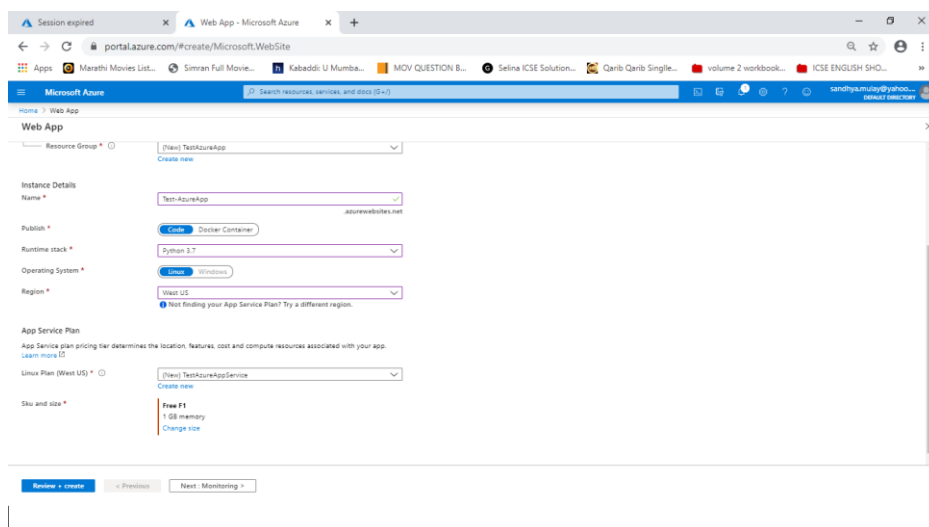 Session expired
Web App - Microsoft Azure
portal.azure.com/#create/Microsoft.WebSite
Apps Marathi Movies List... Simran Full Movie... Kabaddi: U Mumba... MOV QUESTION B... Selina ICSE Solution... Qarib Qarib Singlle... volume 2 workbook... ICSE ENGLISH SHO... »
Microsoft Azure Search resources, services, and docs (G+/) sandhya.mulay@yahoo....
DEFAULT DIRECTORY
Home > Web App
Web App
Resource Group * (New) TestAzureApp
Create new
Instance Details
Name * Test-AzureApp
.azurewebsites.net
Publish * Code Docker Container
Runtime stack * Python 3.7
Operating System * Linux Windows
Region * West US
Not finding your App Service Plan? Try a different region.
App Service Plan
App Service plan pricing tier determines the location, features, cost and compute resources associated with your app.
Learn more
Linux Plan (West US) * (New) TestAzureAppService
Create new
Sku and size * Free F1
1 GB memory
Change size
Review + create < Previous Next : Monitoring >